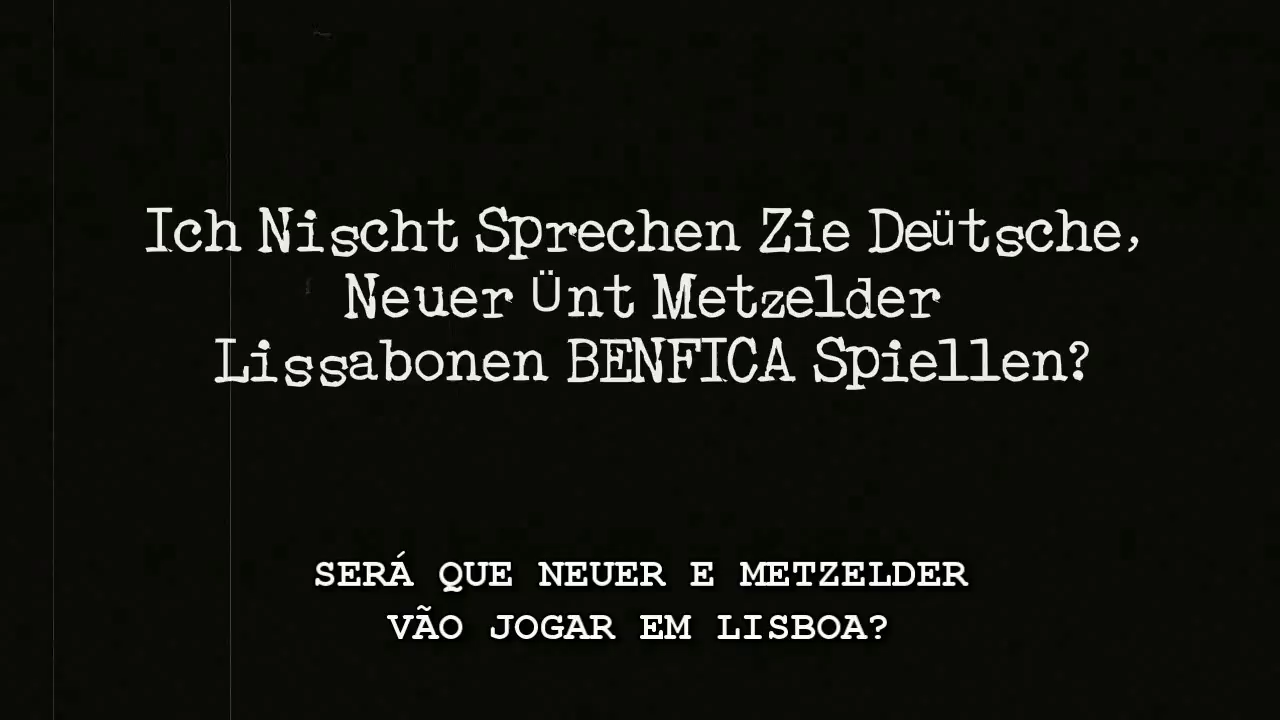 Ich Nischt Sprechen Zie Deütsche,
Neuer Ünt Metzelder
Lissabonen BENFICA Spiellen?
SERÁ QUE NEUER E METZELDER
VÃO JOGAR EM LISBOA?